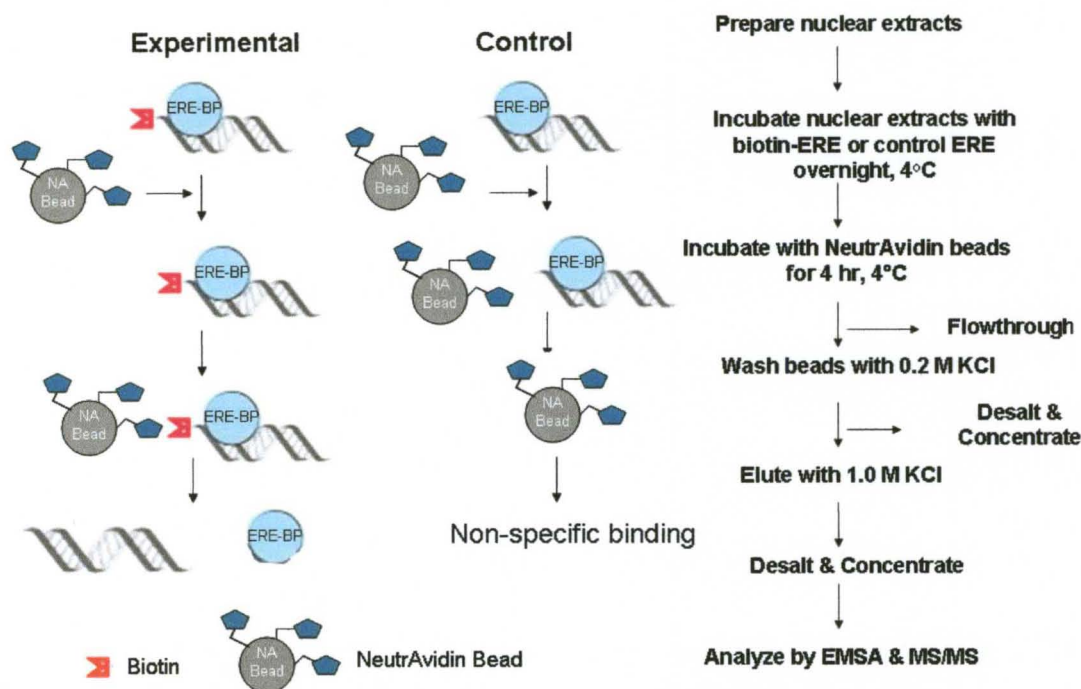 Experimental
ERE-BP
NA
Bead
ERE-BP
NA
Bead
ERE-BP
ERE-BP
Biotin
NA
Bead
NeutrAvidin Bead
Control
ERE-BP
NA
Bead
NA
Bead
ERE-BP
NA
Bead
Non-specific binding
Prepare nuclear extracts
Incubate nuclear extracts with
biotin-ERE or control ERE
overnight, 4°C
Incubate with NeutrAvidin beads
for 4 hr, 4°C
Flowthrough
Wash beads with 0.2 M KCl
Desalt &
Concentrate
Elute with 1.0 M KCl
Desalt & Concentrate
Analyze by EMSA & MS/MS